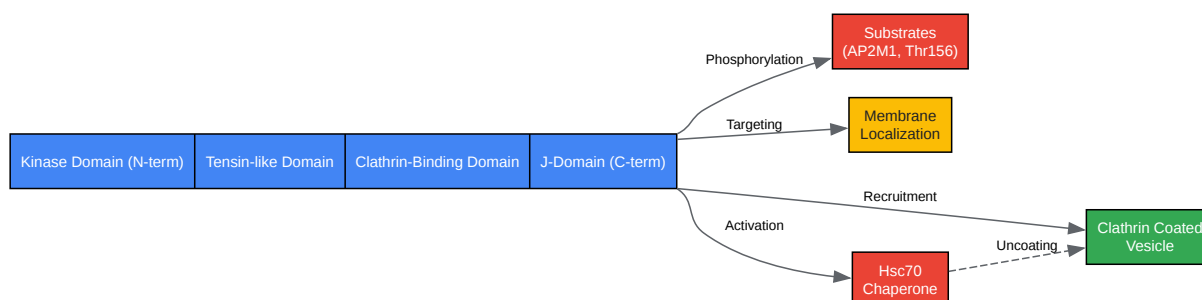 Kinase Domain (N-term)
Tensin-like Domain
Clathrin-Binding Domain
J-Domain (C-term)
Phosphorylation
Substrates
(AP2M1, Thr156)
Targeting
Membrane
Localization
Recruitment
Activation
Hsc70
Chaperone
Uncoating
Clathrin Coated
Vesicle